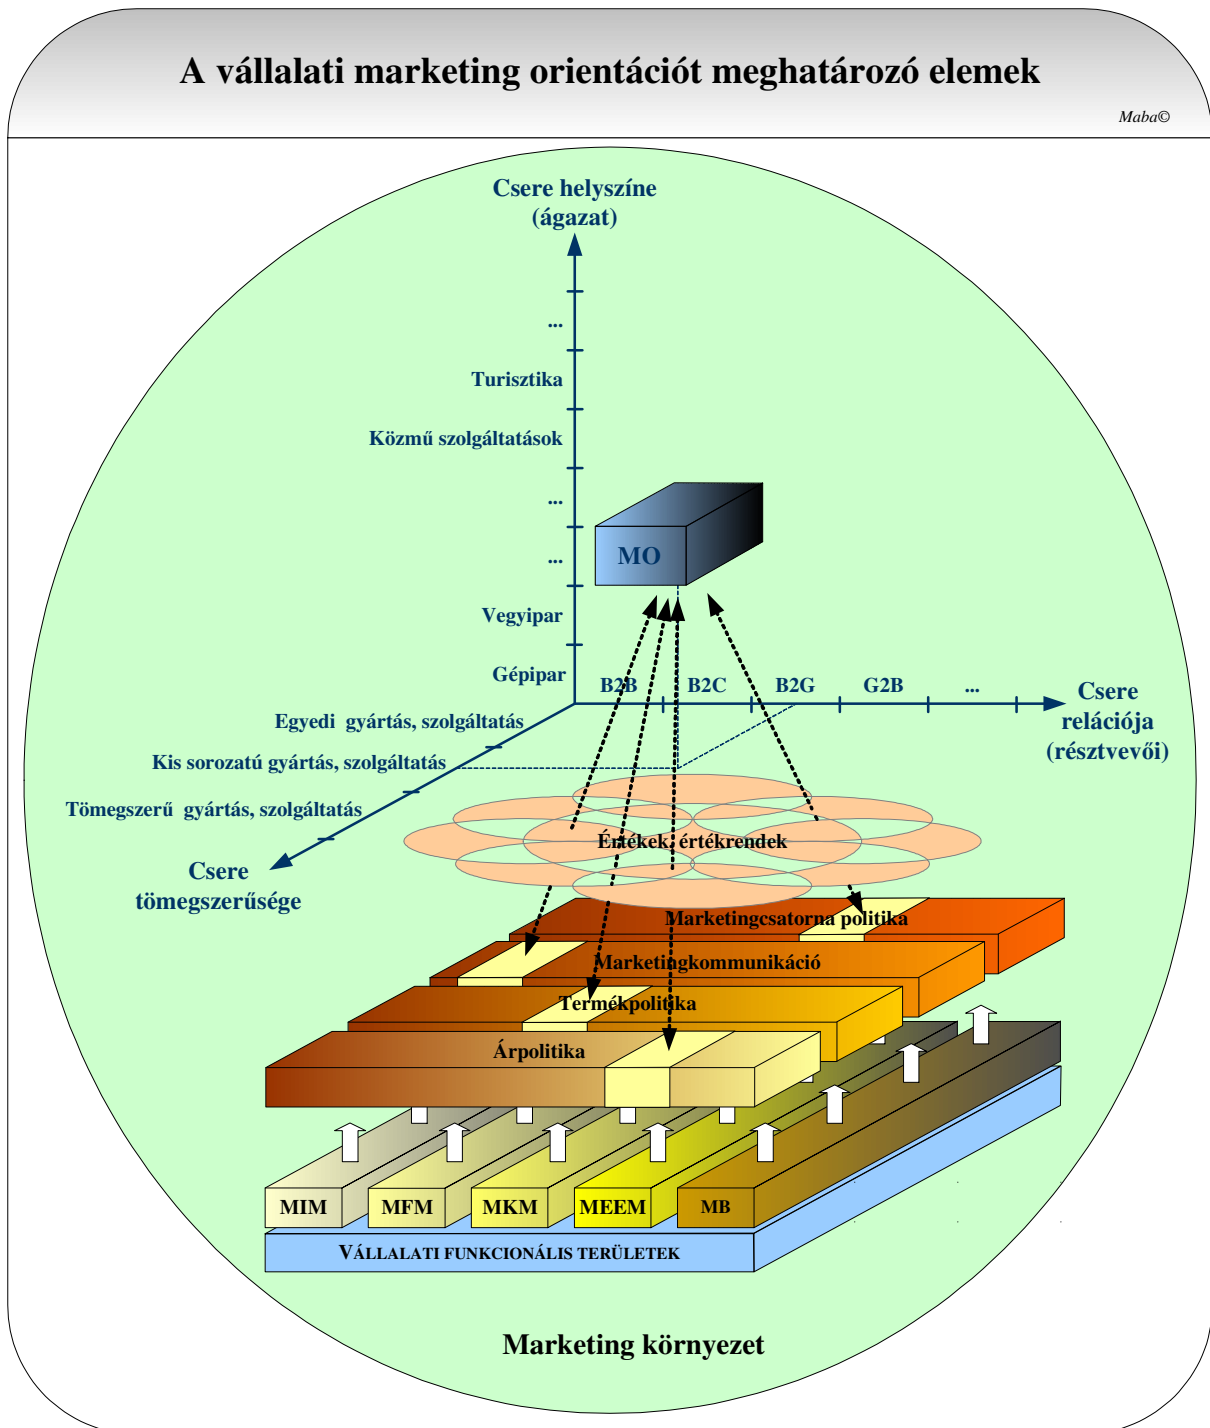 A vállalati marketing orientációt meghatározó elemek
Maba©
Csere helyszíne
(ágazat)
...
Turisztika
Közmű szolgáltatások
...
...
MO
Vegyipar
Gépipar
B2B
B2C
B2G
G2B
...
Csere
relációja
(résztvevői)
Egyedi gyártás, szolgáltatás
Kis sorozatú gyártás, szolgáltatás
Tömegszerű gyártás, szolgáltatás
Csere
tömegszerűsége
Értékek, értékrendek
Marketingcsatorna politika
Marketingkommunikáció
Termékpolitika
Árpolitika
MIM
MFM
MKM
MEEM
MB
VÁLLALATI FUNKCIONÁLIS TERÜLETEK
Marketing környezet